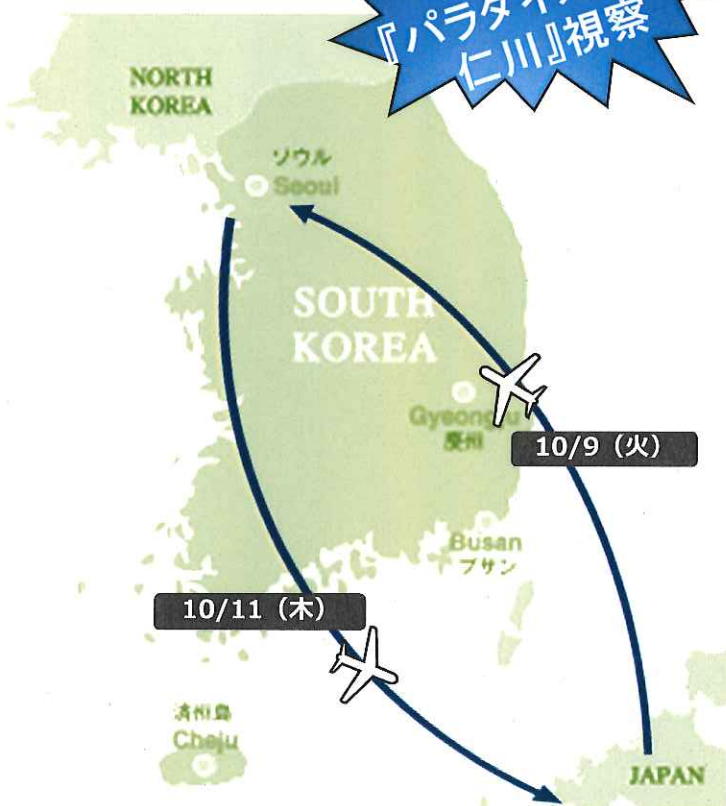 『パラダイ
仁川』視察
NORTH
KOREA
ソウル
Seoul
SOUTH
KOREA
Gyeongju
慶州
10/9（火）
Busan
プサン
10/11（木）
済州島
Cheju
JAPAN